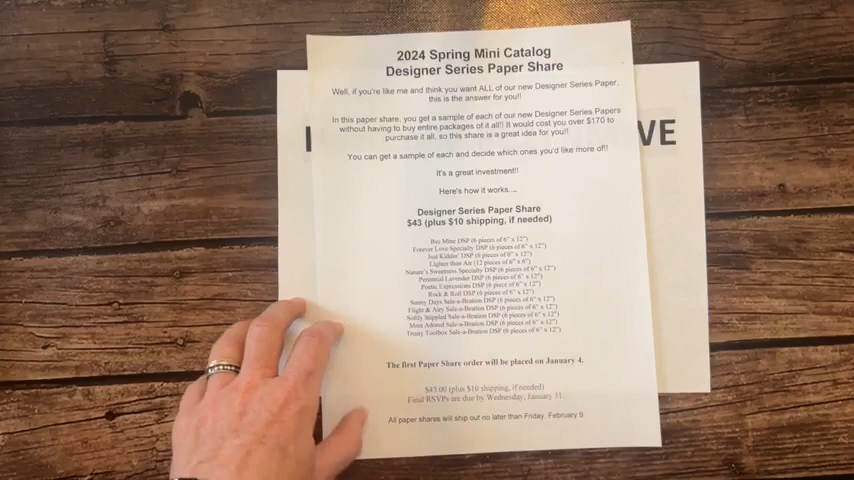 2024 Spring Mini Catalog
Designer Series Paper Share
Well, if you're like me and think you want ALL of our new Designer Series Paper,
this is the answer for you!!
In this paper share, you get a sample of each of our new Designer Series Papers
without having to buy entire packages of it all!! It would cost you over $170 to
purchase it all, so this share is a great idea for you!!
You can get a sample of each and decide which ones you'd like more of!!
It's a great investment!!
Here's how it works....
Designer Series Paper Share
$43 (plus $10 shipping, if needed)
Bee Mine DSP (6 pieces of 6" x 12")
Forever Love Specialty DSP (6 pieces of 6" x 12")
Just Kiddin' DSP (6 pieces of 6" x 12")
Lighter than Air (12 pieces of 6" x 6")
Nature's Sweetness Specialty DSP (6 pieces of 6" x 12")
Perennial Lavender DSP (6 pieces of 6" x 12")
Poetic Expressions DSP (6 piece of 6" x 12")
Rock & Roll DSP (6 pieces of 6" x 12")
Sunny Days Sale-a-Bration DSP (6 pieces of 6" x 12")
Flight & Airy Sale-a-Bration DSP (6 pieces of 6" x 12")
Softly Stippled Sale-a-Bration DSP (6 pieces of 6" x 12")
Most Adored Sale-a-Bration DSP (6 pieces of 6" x 12")
Trusty Toolbox Sale-a-Bration DSP (6 pieces of 6" x 12")
The first Paper Share order will be placed on January 4.
$43.00 (plus $10 shipping, if needed)
Final RSVPs are due by Wednesday, January 31
All paper shares will ship out no later than Friday, February 9
VE